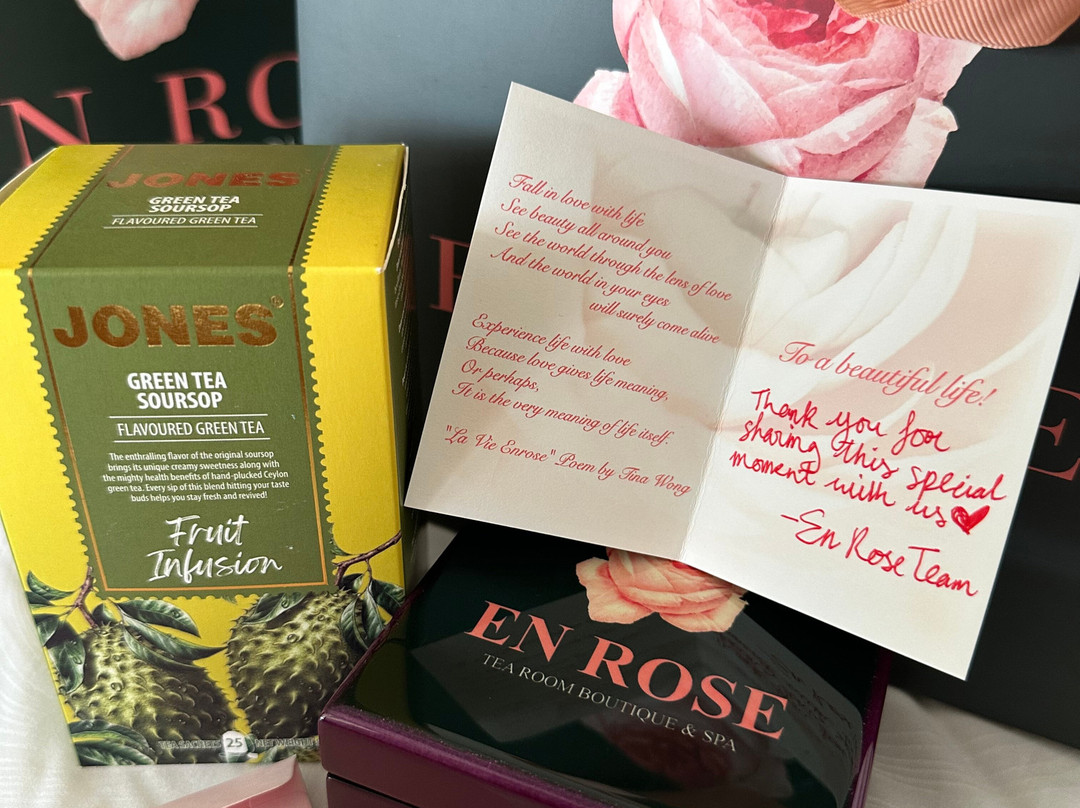 EN RO
JONES
GREEN TEA
SOURSOP
FLAVOURED GREEN TEA
JONES®
GREEN TEA
SOURSOP
FLAVOURED GREEN TEA
The enthralling flavor of the original soursop
brings its unique creamy sweetness along with
the mighty health benefits of hand-plucked Ceylon
green tea. Every sip of this blend hitting your taste
buds helps you stay fresh and revived!
Fruit
Infusion
TEA SACHETS 25
Fall in love with life
See beauty all around you
See the world through the lens of love
And the world in your eyes
will surely come alive
Experience life with love
Because love gives life meaning,
Or perhaps,
It is the very meaning of life itself.
"La Vie Enrose" Poem by Tina Wong
To a beautiful life!
Thank you for
sharing this special
moment with us❤
-En Rose Team
EN ROSE
TEA ROOM BOUTIQUE & SPA